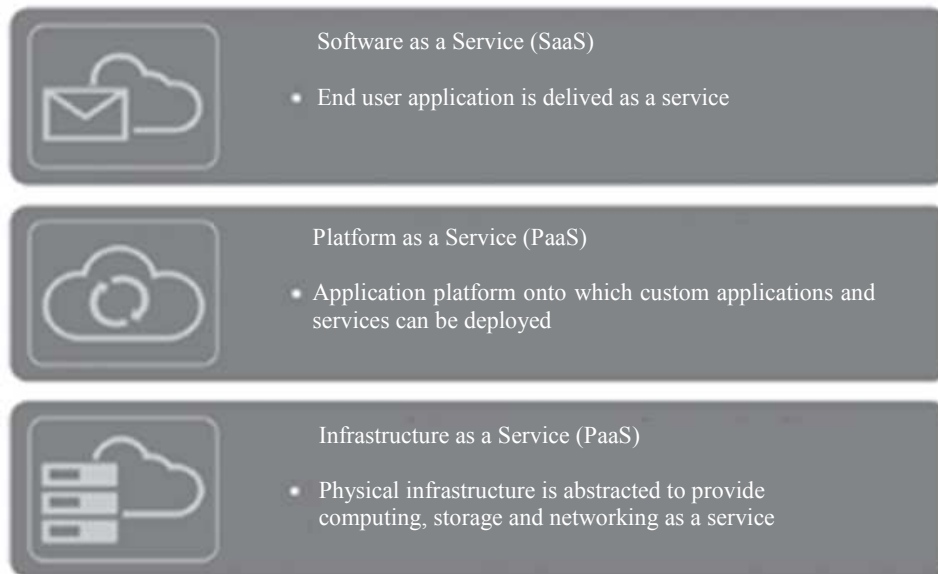 Software as a Service (SaaS)
• End user application is delived as a service
Platform as a Service (PaaS)
• Application platform onto which custom applications and
services can be deployed
Infrastructure as a Service (PaaS)
• Physical infrastructure is abstracted to provide
computing, storage and networking as a service